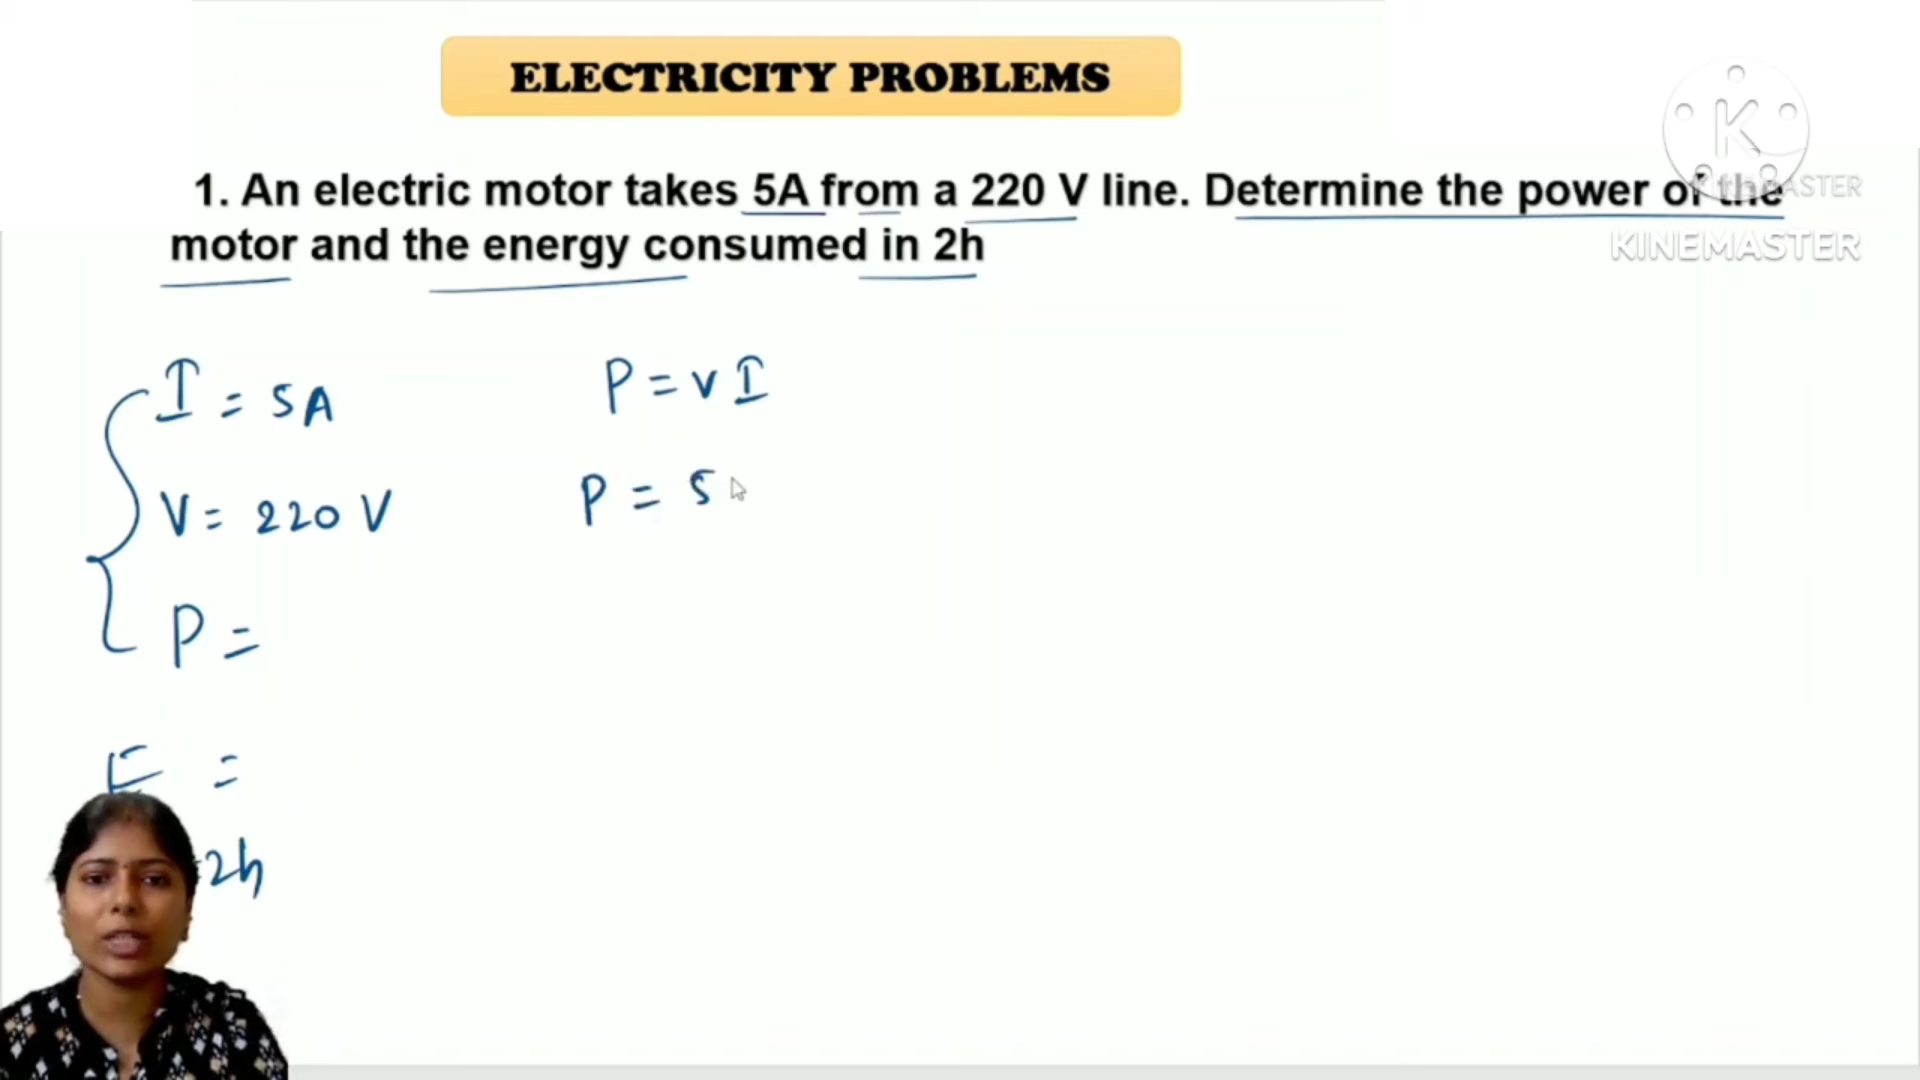 ELECTRICITY PROBLEMS
1. An electric motor takes 5A from a 220 V line. Determine the power of the
motor and the energy consumed in 2h
K
KINEMASTER
I = 5A
P = V I
V = 220 V
P = 5
P =
E =
2h